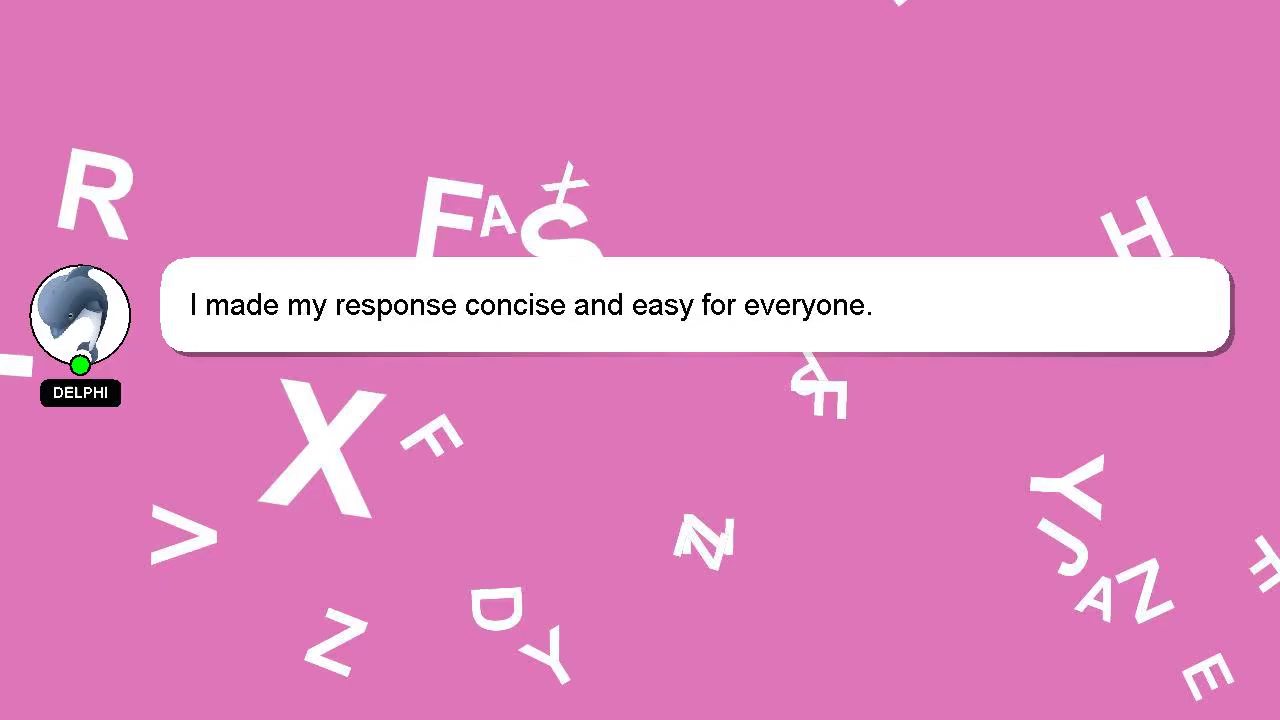 I made my response concise and easy for everyone.
DELPHI
R
F
A
X
S
H
X
F
R
F
Y
J
A
N
F
V
N
Z
N
D
Y
E